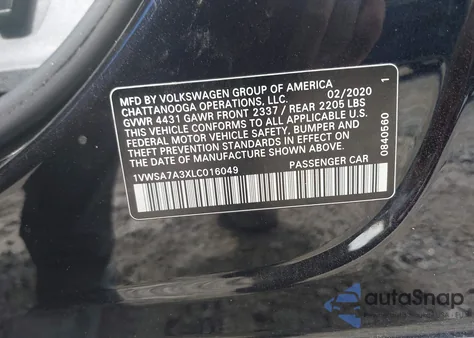 MFD BY VOLKSWAGEN GROUP OF AMERICA
CHATTANOOGA OPERATIONS, LLC. 02/2020 1
GVWR 4431 GAWR FRONT 2337 / REAR 2205 LBS
THIS VEHICLE CONFORMS TO ALL APPLICABLE U.S.
FEDERAL MOTOR VEHICLE SAFETY, BUMPER AND
THEFT PREVENTION STANDARDS IN EFFECT ON
THE DATE OF MANUFACTURE SHOWN ABOVE.
1VWSA7A3XLC016049 PASSENGER CAR
0840560
autoSnap